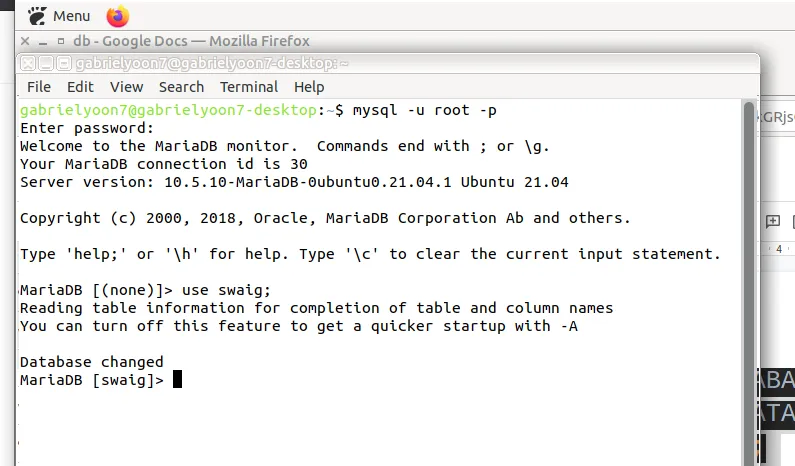 Menu
db - Google Docs — Mozilla Firefox
gabrielyoon7@gabrielyoon7-desktop: ~
File Edit View Search Terminal Help
gabrielyoon7@gabrielyoon7-desktop:~$ mysql -u root -p
Enter password:
Welcome to the MariaDB monitor.  Commands end with ; or \g.
Your MariaDB connection id is 30
Server version: 10.5.10-MariaDB-0ubuntu0.21.04.1 Ubuntu 21.04
Copyright (c) 2000, 2018, Oracle, MariaDB Corporation Ab and others.
Type 'help;' or '\h' for help. Type '\c' to clear the current input statement.
MariaDB [(none)]> use swaig;
Reading table information for completion of table and column names
You can turn off this feature to get a quicker startup with -A
Database changed
MariaDB [swaig]>
GRjs
4
ABA
ATA